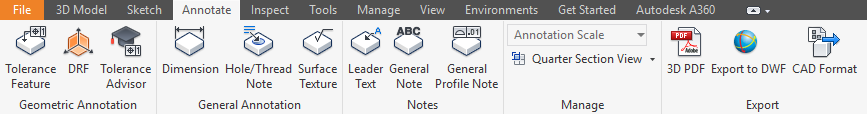 File 3D Model Sketch Annotate Inspect Tools Manage View Environments Get Started Autodesk A360
Tolerance Feature
DRF
Tolerance Advisor
Geometric Annotation
Dimension
Hole/Thread Note
Surface Texture
General Annotation
A
Leader Text
ABC
General Note
.01
General Profile Note
Notes
Annotation Scale
Quarter Section View
Manage
PDF
3D PDF
Export to DWF
CAD Format
Export